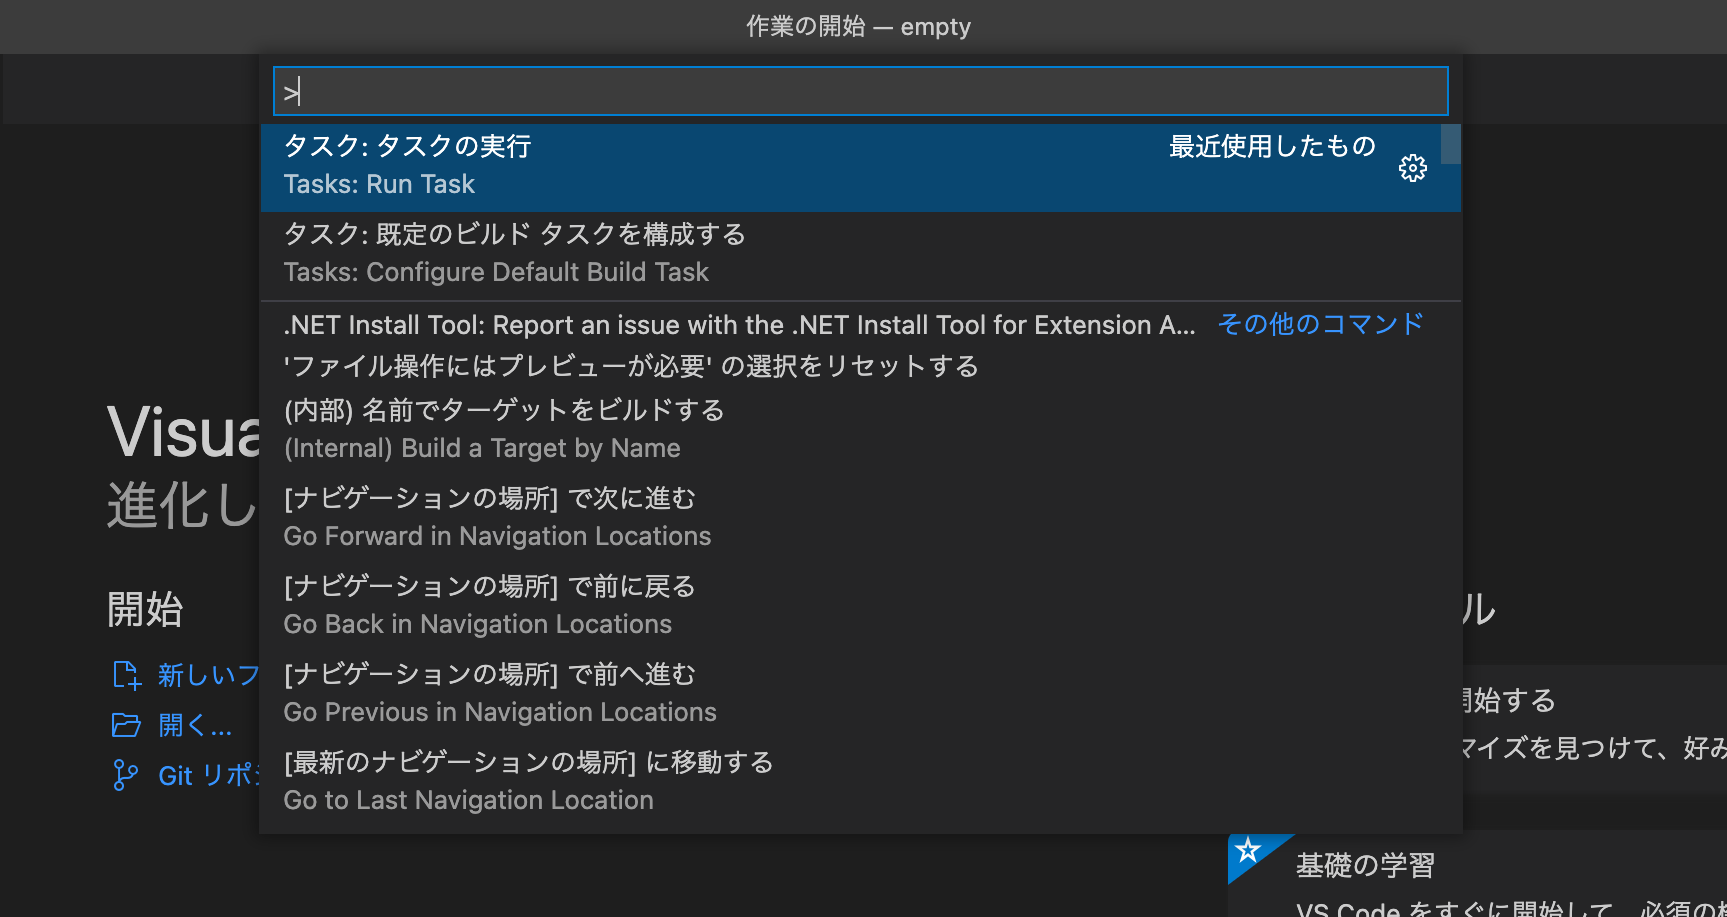 作業の開始 — empty
>
タスク: タスクの実行
最近使用したもの
Tasks: Run Task
タスク: 既定のビルド タスクを構成する
Tasks: Configure Default Build Task
.NET Install Tool: Report an issue with the .NET Install Tool for Extension A...
その他のコマンド
'ファイル操作にはプレビューが必要' の選択をリセットする
(内部) 名前でターゲットをビルドする
(Internal) Build a Target by Name
[ナビゲーションの場所] で次に進む
Go Forward in Navigation Locations
[ナビゲーションの場所] で前に戻る
Go Back in Navigation Locations
[ナビゲーションの場所] で前へ進む
Go Previous in Navigation Locations
[最新のナビゲーションの場所] に移動する
Go to Last Navigation Location
Visua
進化し
開始
新しいフ
開く...
Git リポジ
ル
開始する
マイズを見つけて、好み
基礎の学習
VS Code をすぐに開始して、必須の